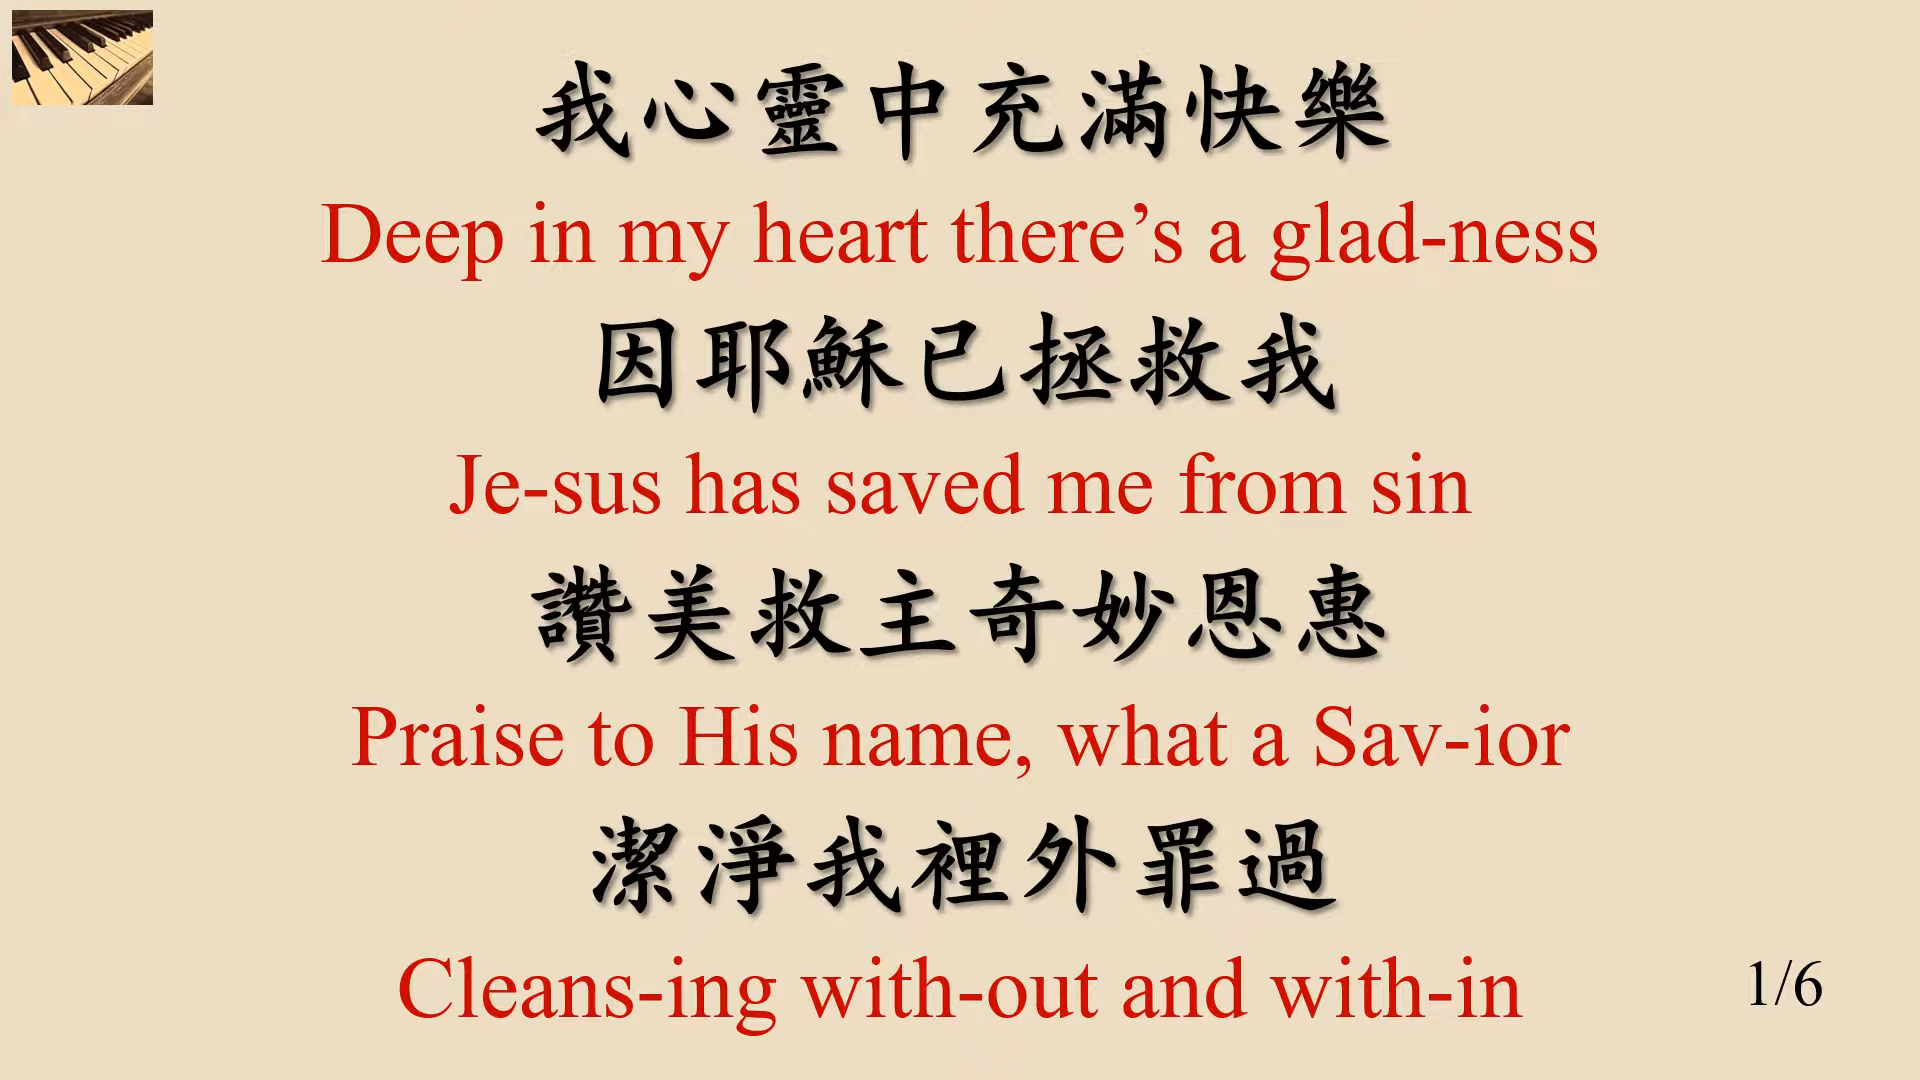 我心靈中充滿快樂
Deep in my heart there’s a glad-ness
因耶穌已拯救我
Je-sus has saved me from sin
讚美救主奇妙恩惠
Praise to His name, what a Sav-ior
潔淨我裡外罪過
Cleans-ing with-out and with-in
1/6